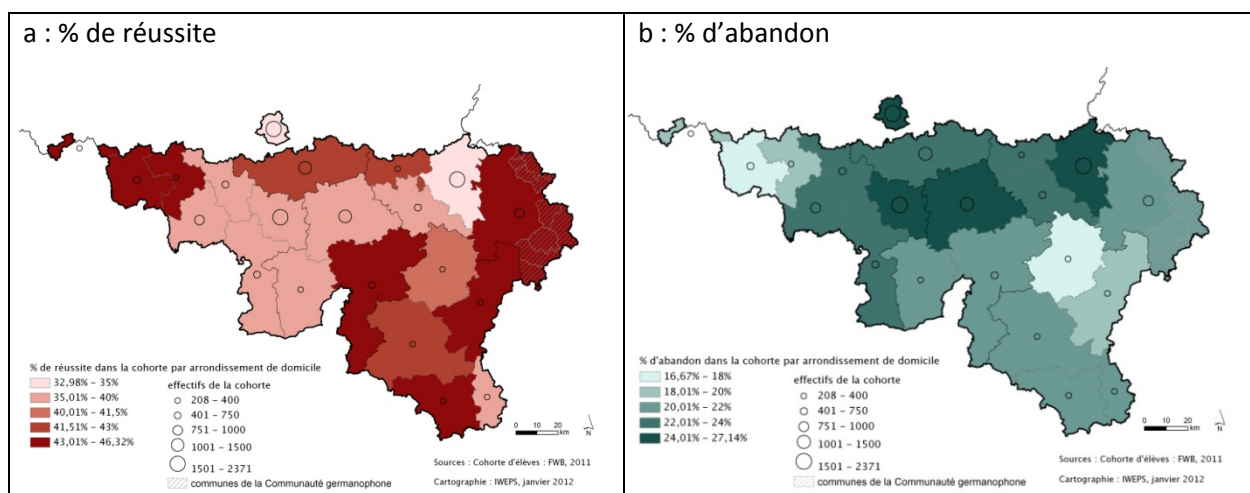 a : % de réussite
% de réussite dans la cohorte par arrondissement de domicile
32,98% – 35%
35,01% – 40%
40,01% – 41,5%
41,51% – 43%
43,01% – 46,32%
effectifs de la cohorte
208 – 400
401 – 750
751 – 1000
1001 – 1500
1501 – 2371
communes de la Communauté germanophone
0 10 20
km
N
Sources : Cohorte d'élèves : FWB, 2011
Cartographie : IWEPS, janvier 2012
b : % d'abandon
% d'abandon dans la cohorte par arrondissement de domicile
16,67% – 18%
18,01% – 20%
20,01% – 22%
22,01% – 24%
24,01% – 27,14%
effectifs de la cohorte
208 – 400
401 – 750
751 – 1000
1001 – 1500
1501 – 2371
communes de la Communauté germanophone
0 10 20
km
N
Sources : Cohorte d'élèves : FWB, 2011
Cartographie : IWEPS, janvier 2012